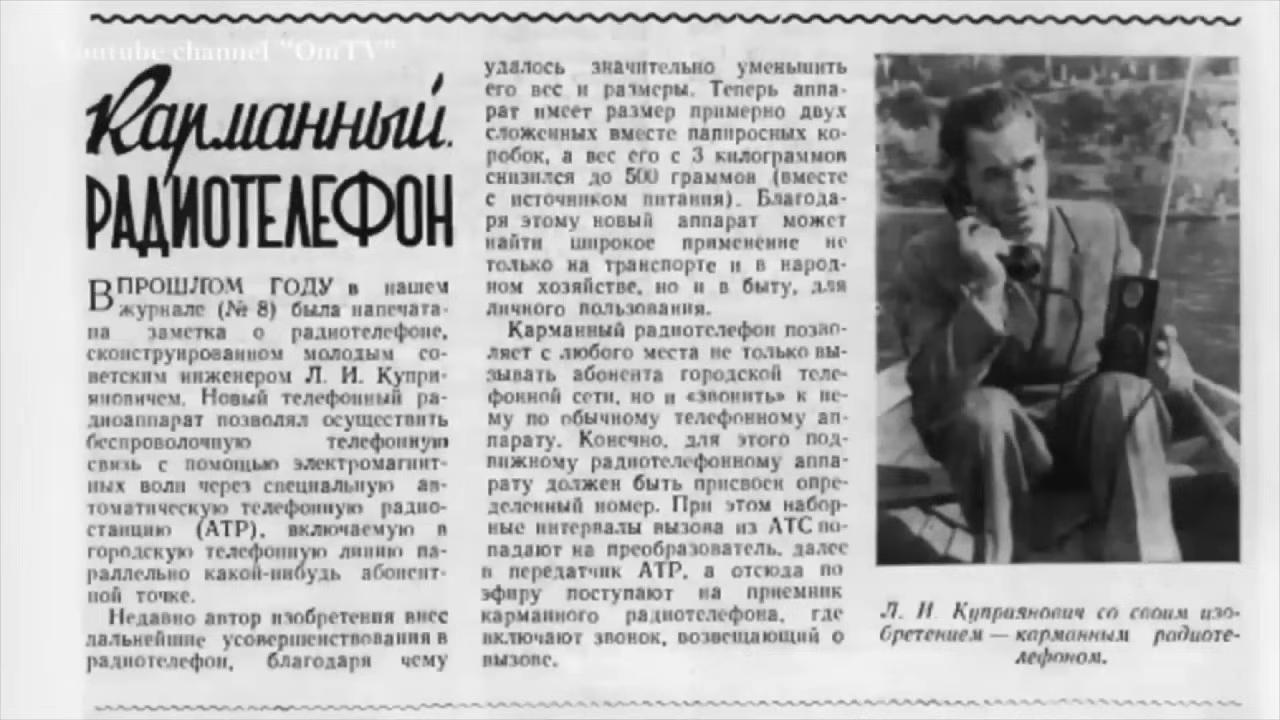 Youtube channel "OmTV"
Карманный
РАДИОТЕЛЕФОН
В ПРОШЛОМ ГОДУ в нашем
журнале (№ 8) была напечата-
на заметка о радиотелефоне,
сконструированном молодым со-
ветским инженером Л. И. Купри-
яновичем. Новый телефонный ра-
диоаппарат позволял осуществить
беспроволочную телефонную
связь с помощью электромагнит-
ных волн через специальную ав-
томатическую телефонную радио-
станцию (АТР), включаемую в
городскую телефонную линию па-
раллельно какой-нибудь абонент-
ной точке.
Недавно автор изобретения внес
дальнейшие усовершенствования в
радиотелефон, благодаря чему
удалось значительно уменьшить
его вес и размеры. Теперь аппа-
рат имеет размер примерно двух
сложенных вместе папиросных ко-
робок, а вес его с 3 килограммов
снизился до 500 граммов (вместе
с источником питания). Благода-
ря этому новый аппарат может
найти широкое применение не
только на транспорте и в народ-
ном хозяйстве, но и в быту, для
личного пользования.
Карманный радиотелефон позво-
ляет с любого места не только вы-
зывать абонента городской теле-
фонной сети, но и «звонить» к не-
му по обычному телефонному ап-
парату. Конечно, для этого под-
вижному радиотелефонному аппа-
рату должен быть присвоен опре-
деленный номер. При этом набор-
ные интервалы вызова из АТС по-
падают на преобразователь, далее
в передатчик АТР, а отсюда по
эфиру поступают на приемник
карманного радиотелефона, где
включают звонок, возвещающий о
вызове.
Л. И. Куприянович со своим изо-
бретением — карманным радиоте-
лефоном.